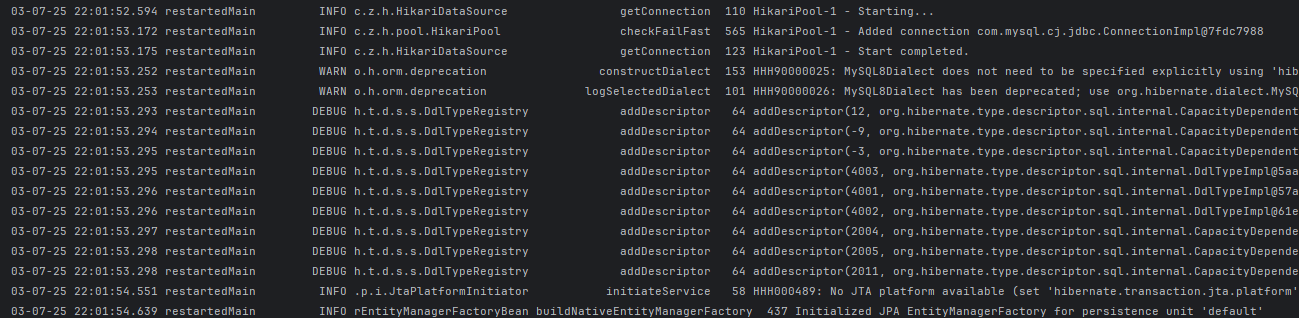 03-07-25 22:01:52.594 restartedMain INFO c.z.h.HikariDataSource getConnection 110 HikariPool-1 - Starting...
03-07-25 22:01:53.172 restartedMain INFO c.z.h.pool.HikariPool checkFailFast 565 HikariPool-1 - Added connection com.mysql.cj.jdbc.ConnectionImpl@7fdc7988
03-07-25 22:01:53.175 restartedMain INFO c.z.h.HikariDataSource getConnection 123 HikariPool-1 - Start completed.
03-07-25 22:01:53.252 restartedMain WARN o.h.orm.deprecation constructDialect 153 HHH90000025: MySQL8Dialect does not need to be specified explicitly using 'hib
03-07-25 22:01:53.253 restartedMain WARN o.h.orm.deprecation logSelectedDialect 101 HHH90000026: MySQL8Dialect has been deprecated; use org.hibernate.dialect.MySQ
03-07-25 22:01:53.293 restartedMain DEBUG h.t.d.s.s.DdlTypeRegistry addDescriptor 64 addDescriptor(12, org.hibernate.type.descriptor.sql.internal.CapacityDependent
03-07-25 22:01:53.294 restartedMain DEBUG h.t.d.s.s.DdlTypeRegistry addDescriptor 64 addDescriptor(-9, org.hibernate.type.descriptor.sql.internal.CapacityDependent
03-07-25 22:01:53.295 restartedMain DEBUG h.t.d.s.s.DdlTypeRegistry addDescriptor 64 addDescriptor(-3, org.hibernate.type.descriptor.sql.internal.CapacityDependent
03-07-25 22:01:53.295 restartedMain DEBUG h.t.d.s.s.DdlTypeRegistry addDescriptor 64 addDescriptor(4003, org.hibernate.type.descriptor.sql.internal.DdlTypeImpl@5aa
03-07-25 22:01:53.296 restartedMain DEBUG h.t.d.s.s.DdlTypeRegistry addDescriptor 64 addDescriptor(4001, org.hibernate.type.descriptor.sql.internal.DdlTypeImpl@57a
03-07-25 22:01:53.296 restartedMain DEBUG h.t.d.s.s.DdlTypeRegistry addDescriptor 64 addDescriptor(4002, org.hibernate.type.descriptor.sql.internal.DdlTypeImpl@61e
03-07-25 22:01:53.297 restartedMain DEBUG h.t.d.s.s.DdlTypeRegistry addDescriptor 64 addDescriptor(2004, org.hibernate.type.descriptor.sql.internal.CapacityDepende
03-07-25 22:01:53.298 restartedMain DEBUG h.t.d.s.s.DdlTypeRegistry addDescriptor 64 addDescriptor(2005, org.hibernate.type.descriptor.sql.internal.CapacityDepende
03-07-25 22:01:53.298 restartedMain DEBUG h.t.d.s.s.DdlTypeRegistry addDescriptor 64 addDescriptor(2011, org.hibernate.type.descriptor.sql.internal.CapacityDepende
03-07-25 22:01:54.551 restartedMain INFO .p.i.JtaPlatformInitiator initiateService 58 HHH000489: No JTA platform available (set 'hibernate.transaction.jta.platform'
03-07-25 22:01:54.639 restartedMain INFO rEntityManagerFactoryBean buildNativeEntityManagerFactory 437 Initialized JPA EntityManagerFactory for persistence unit 'default'